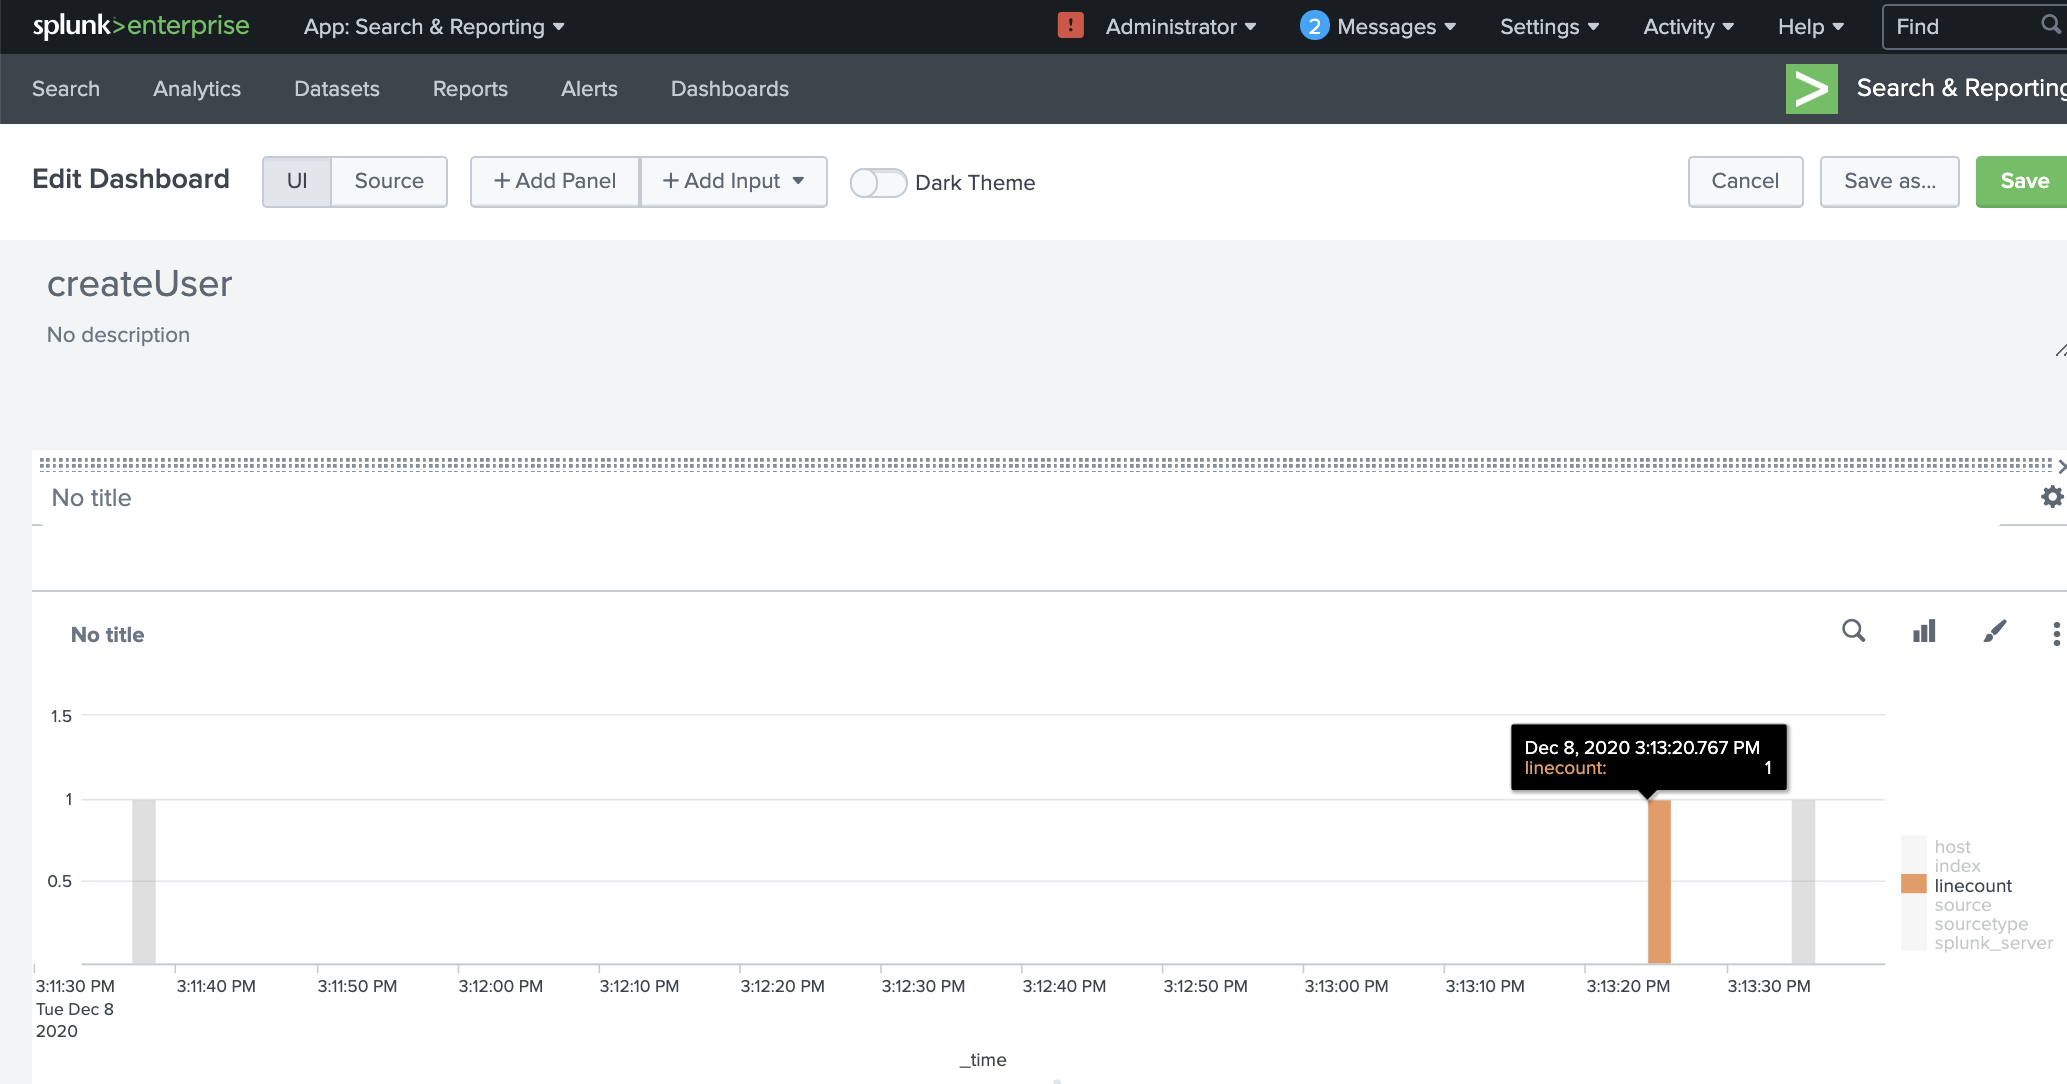 splunk>enterprise App: Search & Reporting ! Administrator 2 Messages Settings Activity Help Find
Search Analytics Datasets Reports Alerts Dashboards Search & Reporting
Edit Dashboard UI Source + Add Panel + Add Input Dark Theme Cancel Save as... Save
createUser
No description
No title
No title
1.5
1
0.5
Dec 8, 2020 3:13:20.767 PM
linecount: 1
host
index
linecount
source
sourcetype
splunk_server
3:11:30 PM 3:11:40 PM 3:11:50 PM 3:12:00 PM 3:12:10 PM 3:12:20 PM 3:12:30 PM 3:12:40 PM 3:12:50 PM 3:13:00 PM 3:13:10 PM 3:13:20 PM 3:13:30 PM
Tue Dec 8
2020
_time